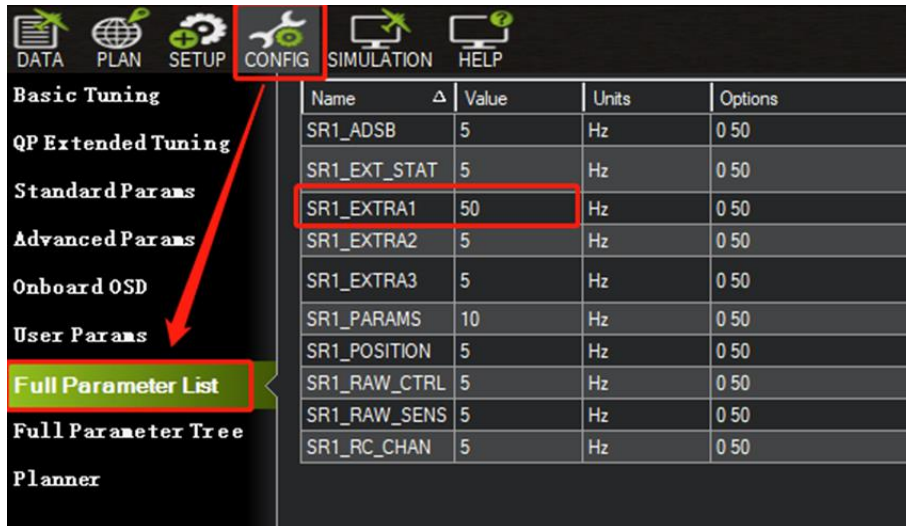 DATA PLAN SETUP CONFIG SIMULATION HELP
Basic Tuning
QP Extended Tuning
Standard Params
Advanced Params
Onboard OSD
User Params
Full Parameter List
Full Parameter Tree
Planner
Name Value Units Options
SR1_ADSB 5 Hz 0 50
SR1_EXT_STAT 5 Hz 0 50
SR1_EXTRA1 50 Hz 0 50
SR1_EXTRA2 5 Hz 0 50
SR1_EXTRA3 5 Hz 0 50
SR1_PARAMS 10 Hz 0 50
SR1_POSITION 5 Hz 0 50
SR1_RAW_CTRL 5 Hz 0 50
SR1_RAW_SENS 5 Hz 0 50
SR1_RC_CHAN 5 Hz 0 50